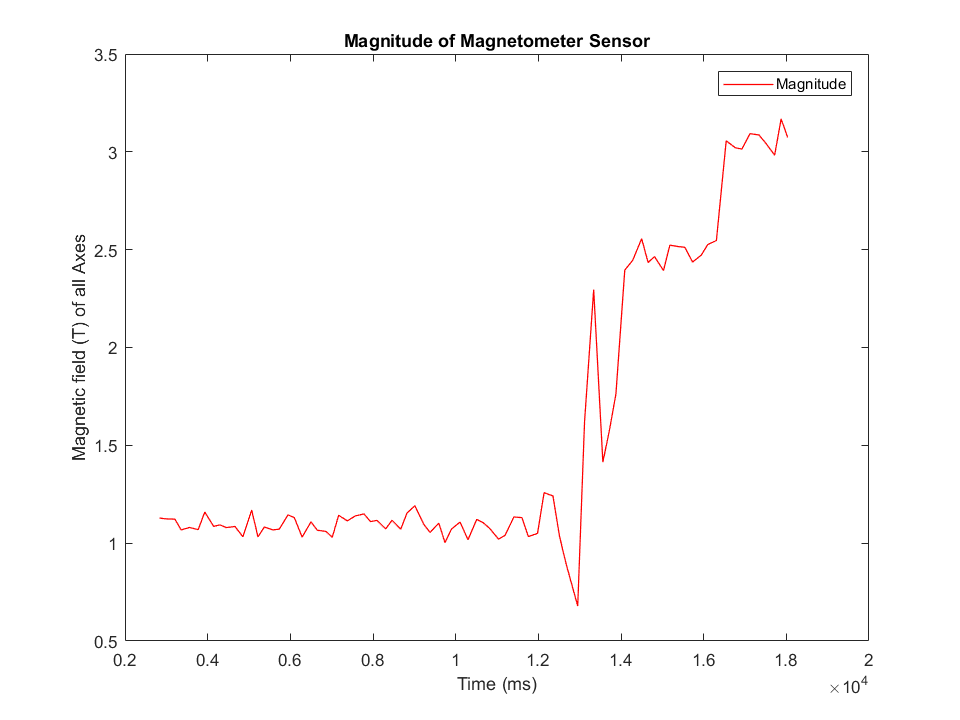 Magnitude of Magnetometer Sensor
Magnitude
Magnetic field (T) of all Axes
3.5
3
2.5
2
1.5
1
0.5
0.2 0.4 0.6 0.8 1 1.2 1.4 1.6 1.8 2
Time (ms)
×10⁴